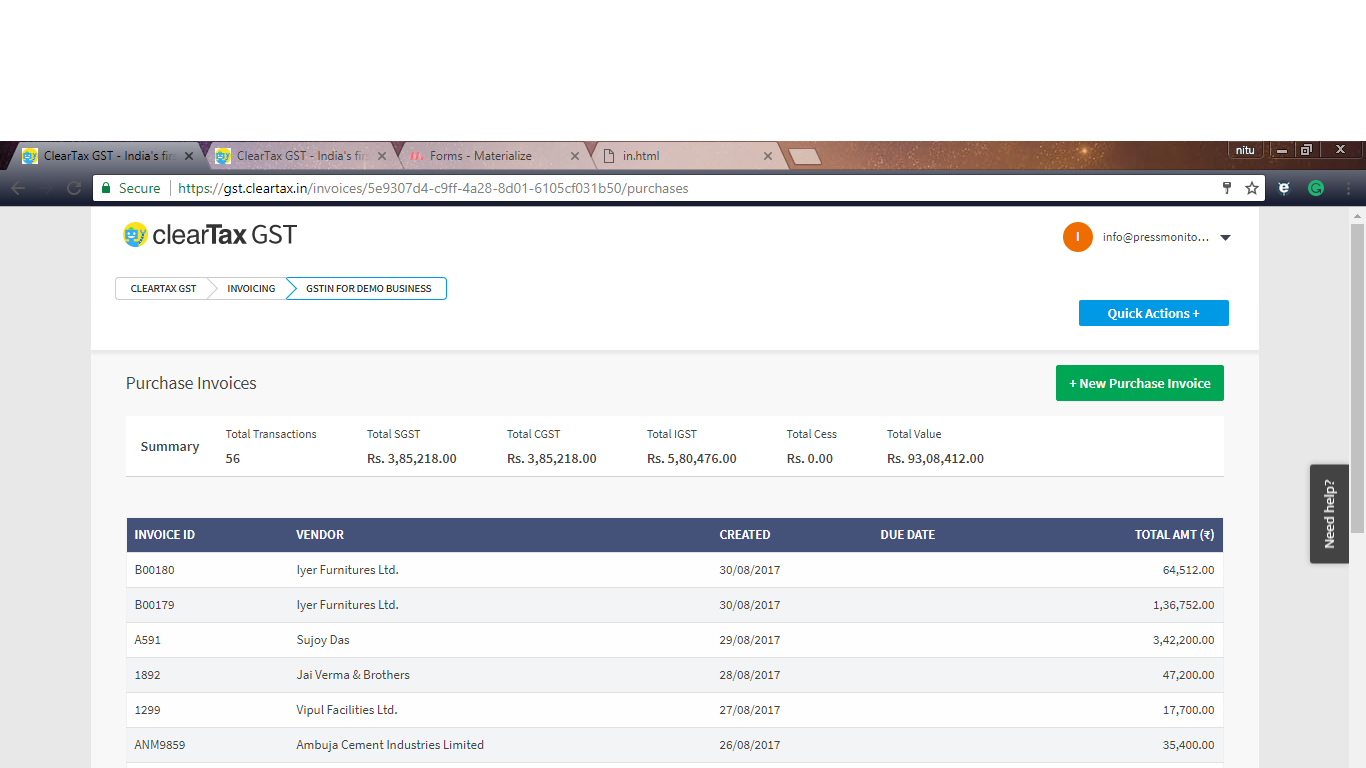 ClearTax GST - India's fir ClearTax GST - India's fir Forms - Materialize in.html nitu
Secure https://gst.cleartax.in/invoices/5e9307d4-c9ff-4a28-8d01-6105cf031b50/purchases
clearTax GST
I info@pressmonito...
CLEARTAX GST INVOICING GSTIN FOR DEMO BUSINESS
Quick Actions +
Purchase Invoices + New Purchase Invoice
Summary
Total Transactions Total SGST Total CGST Total IGST Total Cess Total Value
56 Rs. 3,85,218.00 Rs. 3,85,218.00 Rs. 5,80,476.00 Rs. 0.00 Rs. 93,08,412.00
Need help?
INVOICE ID VENDOR CREATED DUE DATE TOTAL AMT (₹)
B00180 Iyer Furnitures Ltd. 30/08/2017 64,512.00
B00179 Iyer Furnitures Ltd. 30/08/2017 1,36,752.00
A591 Sujoy Das 29/08/2017 3,42,200.00
1892 Jai Verma & Brothers 28/08/2017 47,200.00
1299 Vipul Facilities Ltd. 27/08/2017 17,700.00
ANM9859 Ambuja Cement Industries Limited 26/08/2017 35,400.00